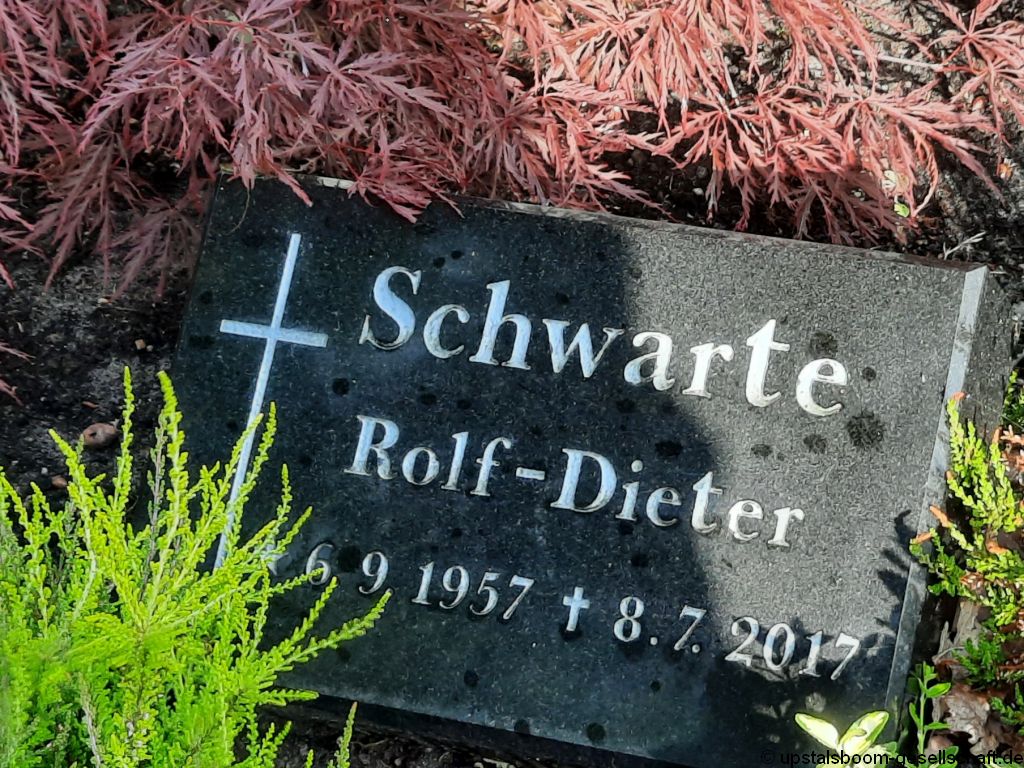 Schwarte
Rolf-Dieter
* 6. 9. 1957 † 8. 7. 2017
© upstalsboom-gesellschaft.de